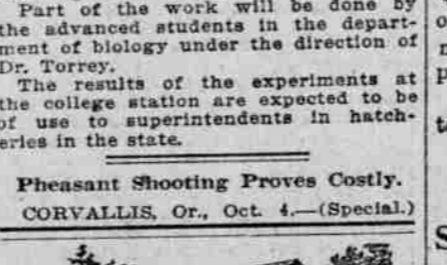 Part of the work will be done by
the advanced students in the depart-
ment of biology under the direction of
Dr. Torrey.
The results of the experiments at
the college station are expected to be
of use to superintendents in hatch-
eries in the state.
Pheasant Shooting Proves Costly.
CORVALLIS, Or., Oct. 4.—(Special.)